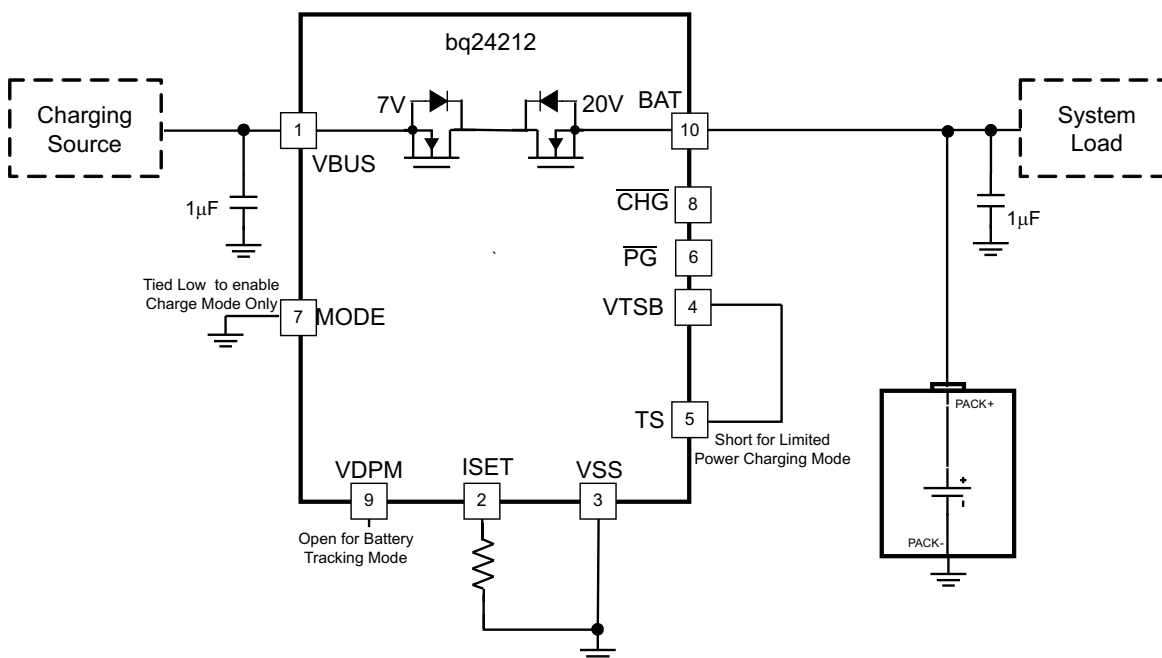 bq24212
Charging
Source
7V
20V
BAT
System
Load
1
10
VBUS
1μF
CHG
8
1μF
PG
6
Tied Low to enable
Charge Mode Only
VTSB
4
7
MODE
TS
5
Short for Limited
Power Charging Mode
PACK+
+
PACK-
VDPM
ISET
VSS
9
2
3
Open for Battery
Tracking Mode